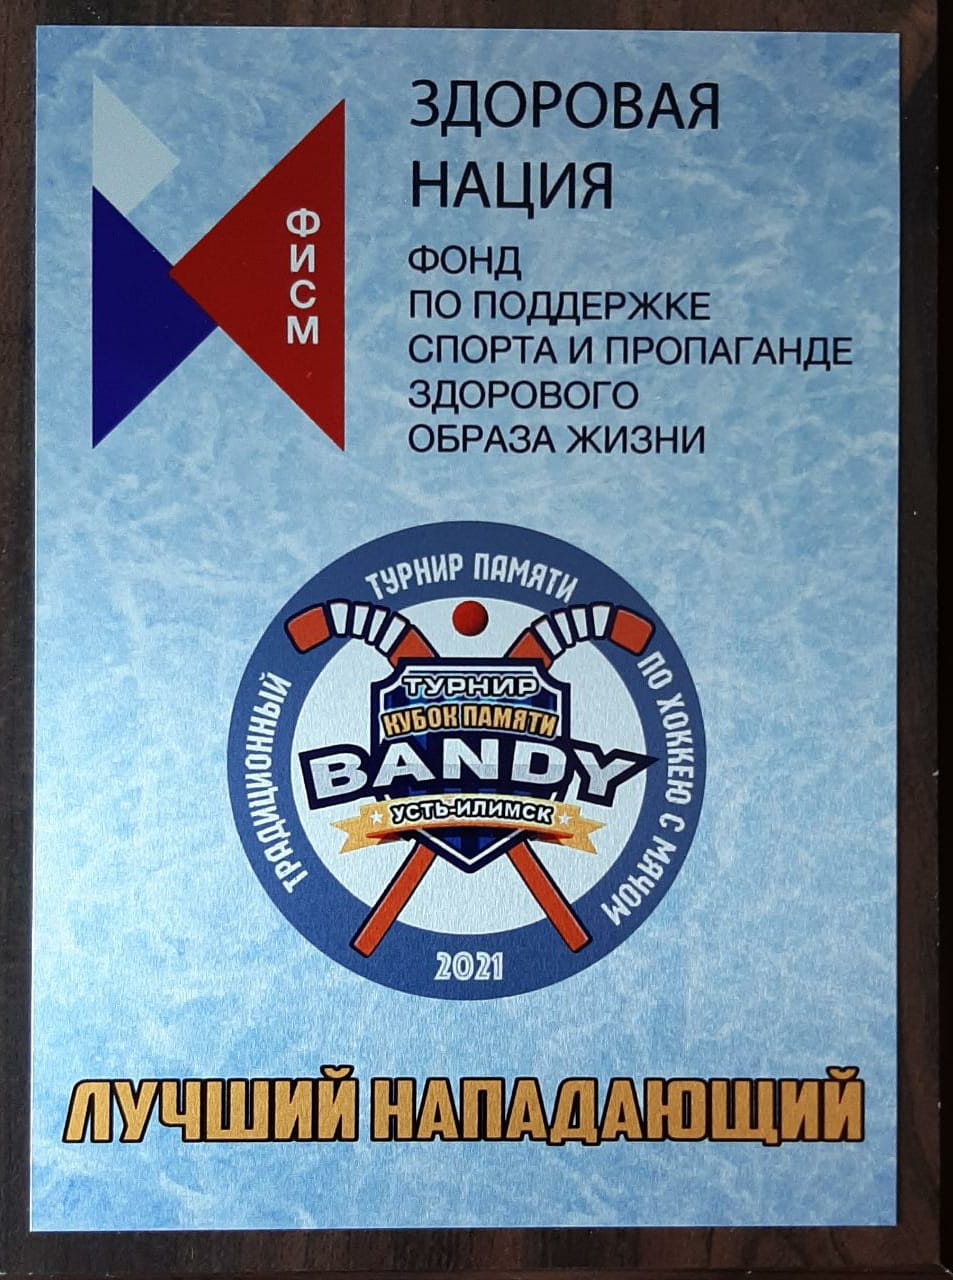 ЗДОРОВАЯ
НАЦИЯ
ФИСМ
ФОНД
ПО ПОДДЕРЖКЕ
СПОРТА И ПРОПАГАНДЕ
ЗДОРОВОГО
ОБРАЗА ЖИЗНИ
ТРАДИЦИОННЫЙ
ТУРНИР ПАМЯТИ
ПО ХОККЕЮ С МЯЧОМ
ТУРНИР
КУБОК ПАМЯТИ
BANDY
УСТЬ-ИЛИМСК
2021
ЛУЧШИЙ НАПАДАЮЩИЙ